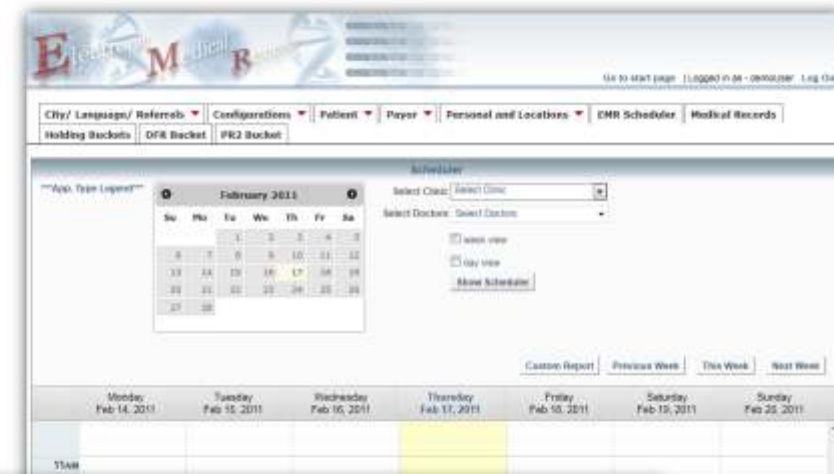 Electronic Medical Rec
Go to start page | Logged in as - demouser Log Ou
City/ Language/ Referrals Configurations Patient Payor Personal and Locations EMR Scheduler Medical Records
Holding Buckets DFR Bucket PR2 Bucket
Scheduler
***App. Type Legend***
February 2011
Su Mo Tu We Th Fr Sa
1 2 3 4 5
6 7 8 9 10 11 12
13 14 15 16 17 18 19
20 21 22 23 24 25 26
27 28
Select Clinic: Select Clinic
Select Doctors: Select Doctors
week view
day view
Show Scheduler
Custom Report Previous Week This Week Next Week
Monday Tuesday Wednesday Thursday Friday Saturday Sunday
Feb 14, 2011 Feb 15, 2011 Feb 16, 2011 Feb 17, 2011 Feb 18, 2011 Feb 19, 2011 Feb 20, 2011